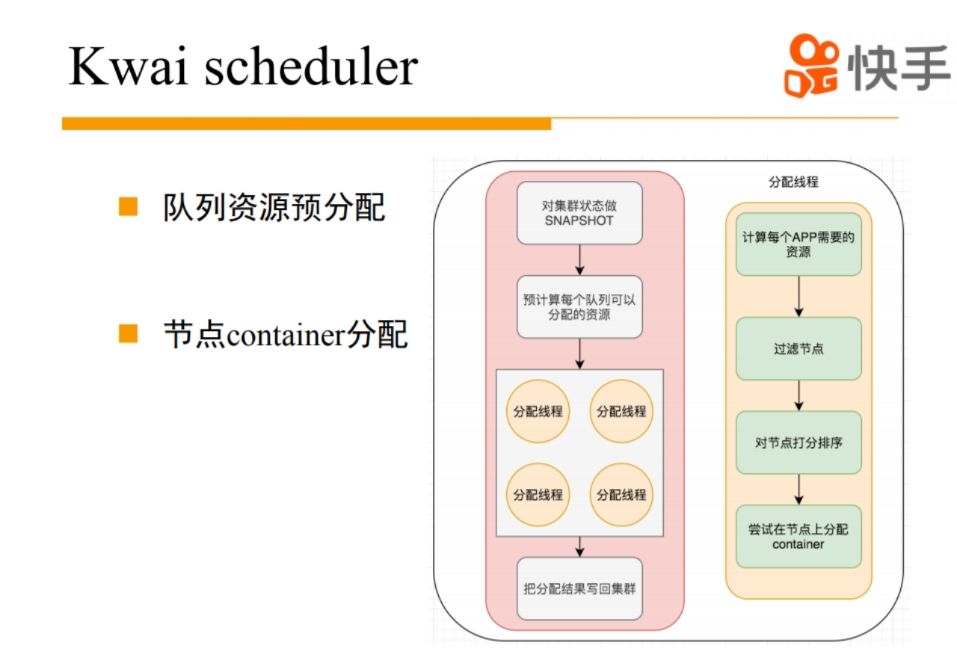 Kwai scheduler
快手
队列资源预分配
节点container分配
对集群状态做
SNAPSHOT
预计算每个队列可以
分配的资源
分配线程
分配线程
分配线程
分配线程
把分配结果写回集群
分配线程
计算每个APP需要的
资源
过滤节点
对节点打分排序
尝试在节点上分配
container